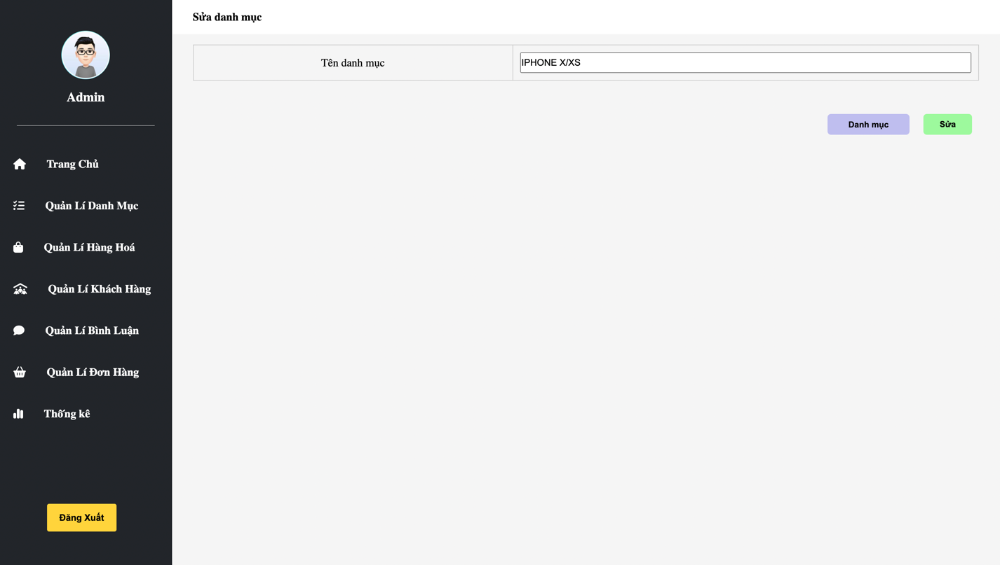 Sửa danh mục
Admin
Tên danh mục
IPHONE X/XS
Danh mục
Sửa
Trang Chủ
Quản Lí Danh Mục
Quản Lí Hàng Hoá
Quản Lí Khách Hàng
Quản Lí Bình Luận
Quản Lí Đơn Hàng
Thống kê
Đăng Xuất